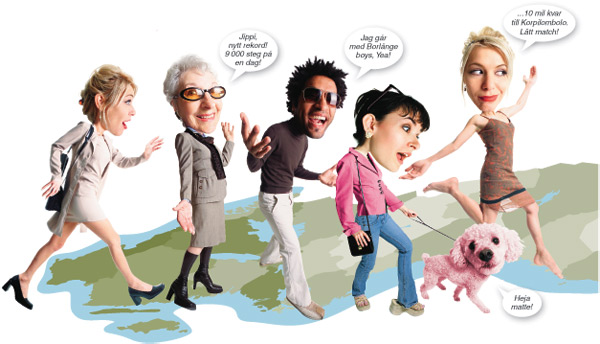 Jippi,
nytt rekord!
9 000 steg på
en dag!
Jag går
med Borlänge
boys, Yea!
...10 mil kvar
till Korpilombolo.
Lätt match!
Heja
matte!